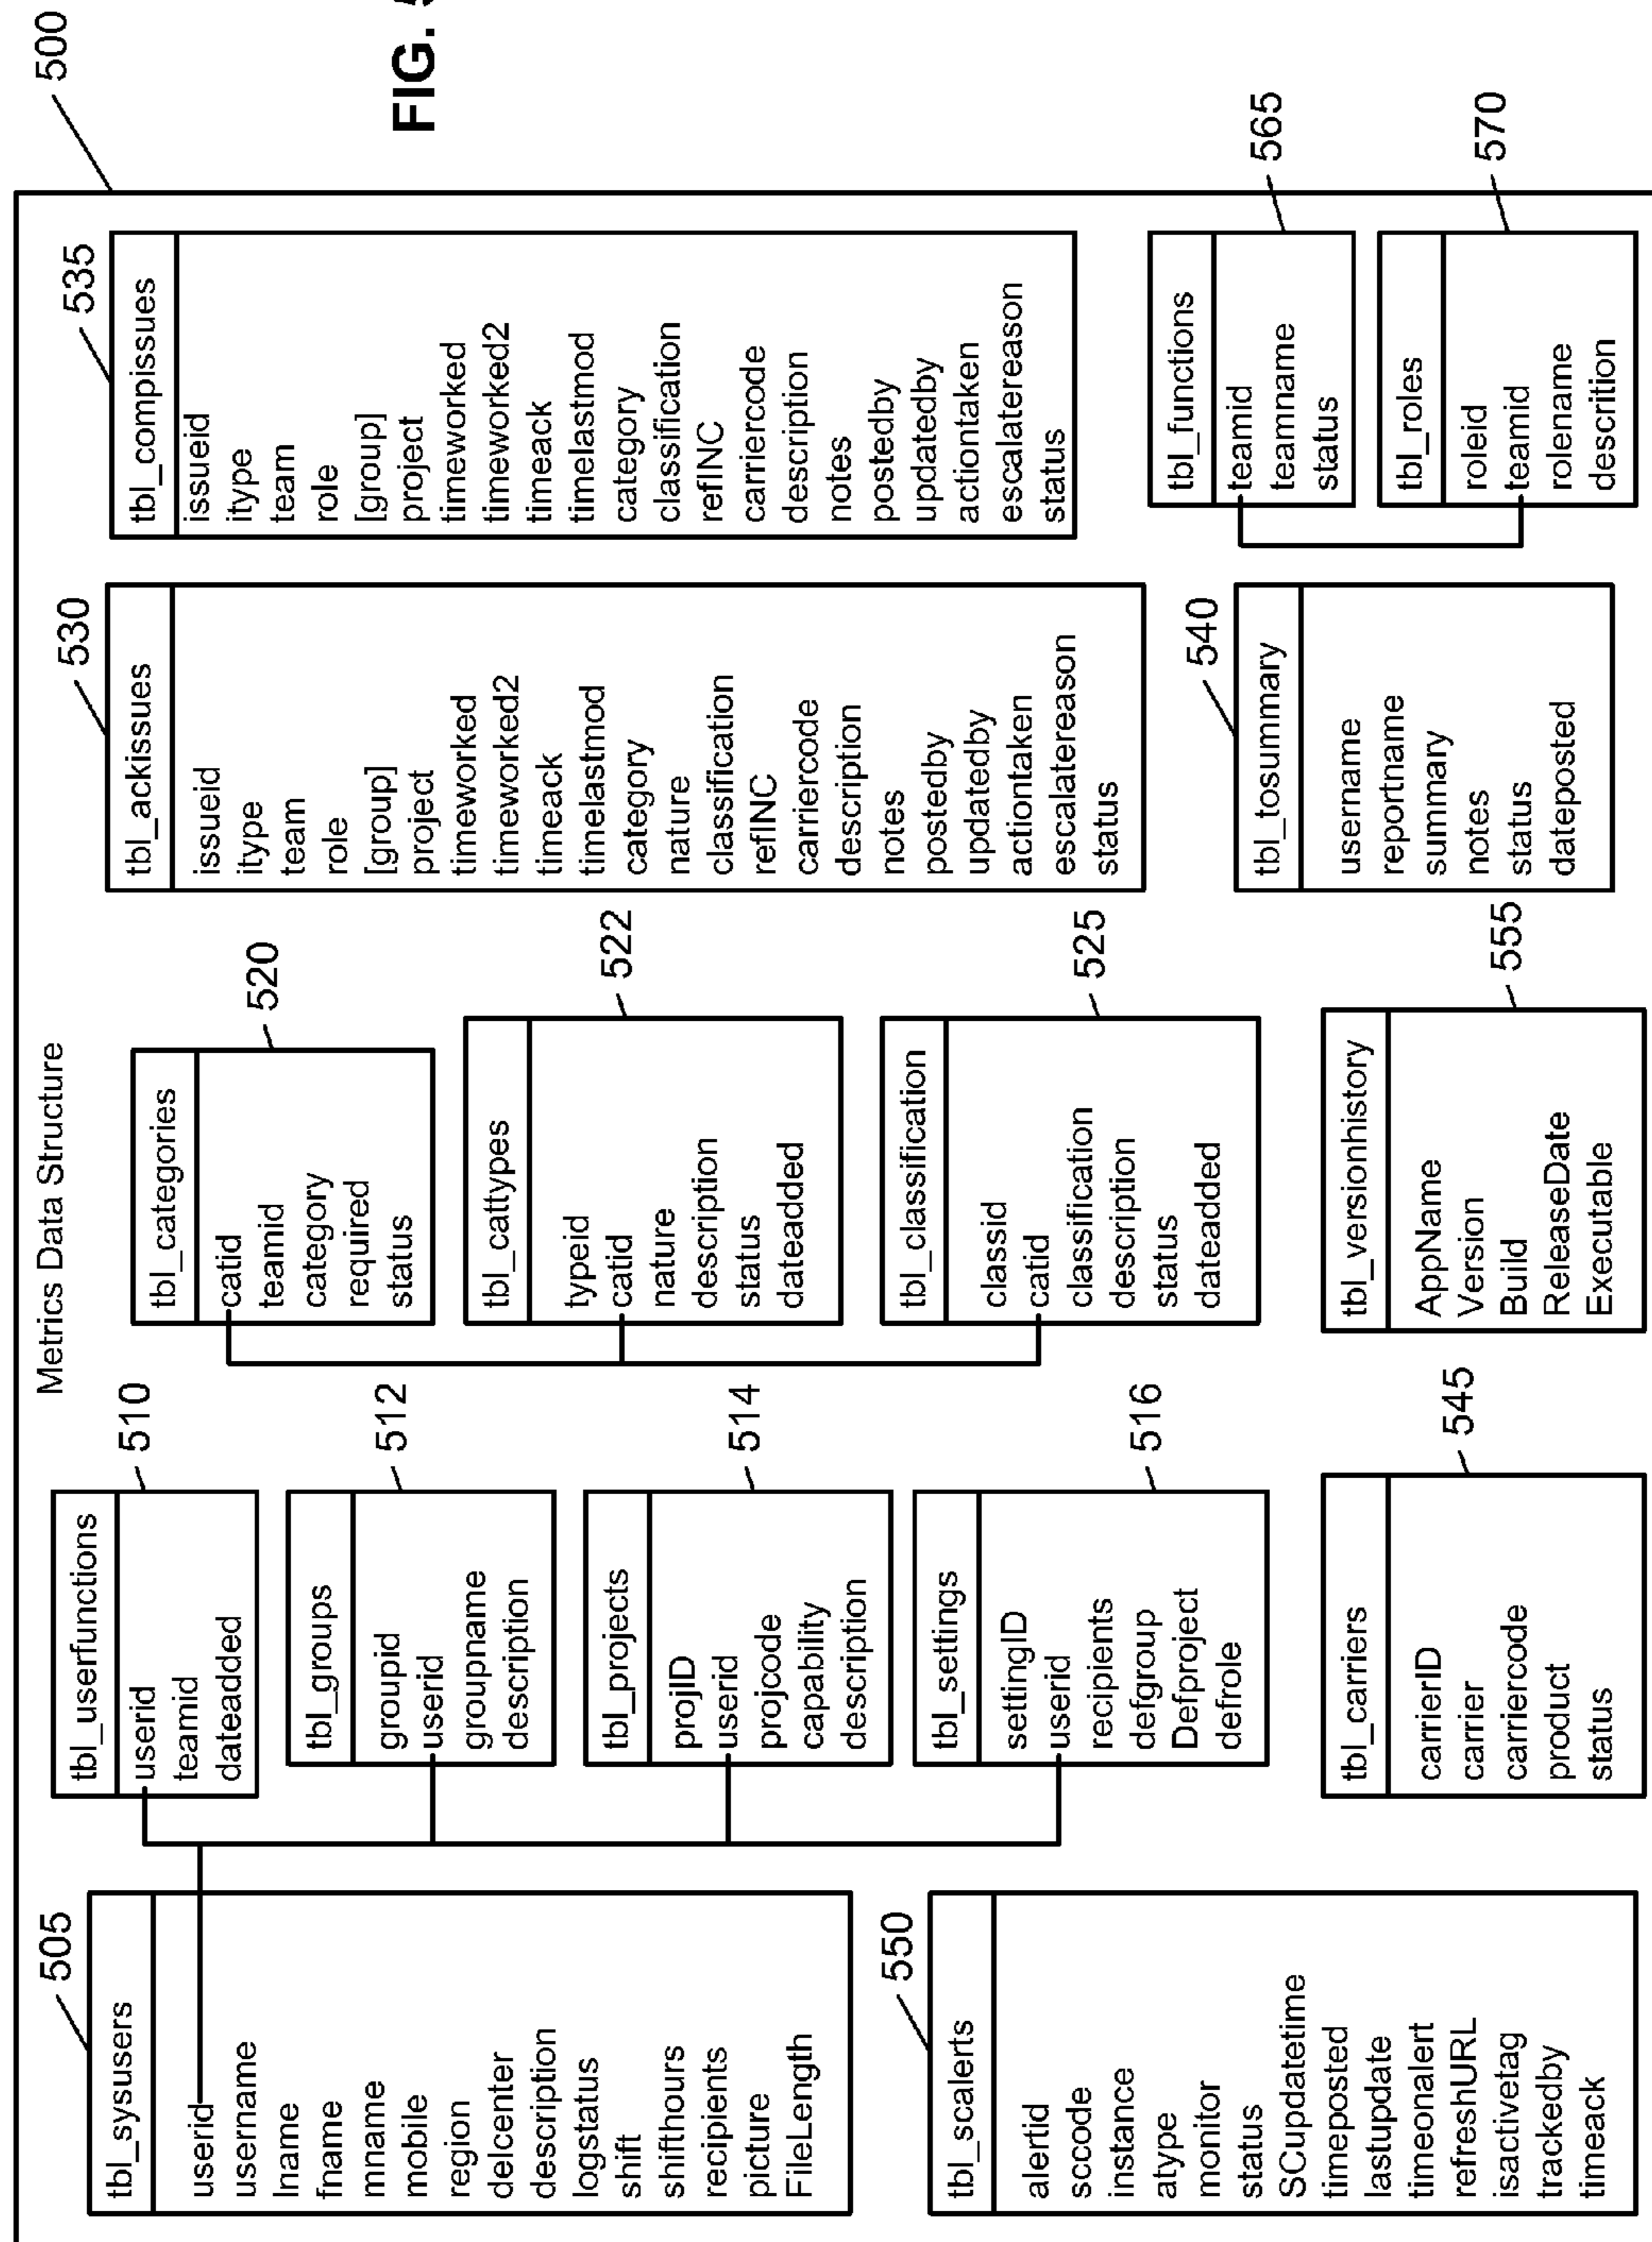 500
FIG. 5
Metrics Data Structure
505
tbl_sysusers
userid
username
lname
fname
mname
mobile
region
delcenter
description
logstatus
shift
shifthours
recipients
picture
FileLength
550
tbl_scalerts
alertid
sccode
instance
atype
monitor
status
SCupdatetime
timeposted
lastupdate
timeonalert
refreshURL
isactivetag
trackedby
timeack
510
tbl_userfunctions
userid
teamid
dateadded
512
tbl_groups
groupid
userid
groupname
description
514
tbl_projects
projID
userid
projcode
capability
description
516
tbl_settings
settingID
userid
recipients
defgroup
Defproject
defrole
545
tbl_carriers
carrierID
carrier
carriercode
product
status
520
tbl_categories
catid
teamid
category
required
status
522
tbl_cattypes
typeid
catid
nature
description
status
dateadded
525
tbl_classification
classid
catid
classification
description
status
dateadded
555
tbl_versionhistory
AppName
Version
Build
ReleaseDate
Executable
530
tbl_ackissues
issueid
itype
team
role
[group]
project
timeworked
timeworked2
timeack
timelastmod
category
nature
classification
refINC
carriercode
description
notes
postedby
updatedby
actiontaken
escalatereason
status
540
tbl_tosummary
username
reportname
summary
notes
status
dateposted
535
tbl_compissues
issueid
itype
team
role
[group]
project
timeworked
timeworked2
timeack
timelastmod
category
classification
refINC
carriercode
description
notes
postedby
updatedby
actiontaken
escalatereason
status
565
tbl_functions
teamid
teamname
status
570
tbl_roles
roleid
teamid
rolename
descrition